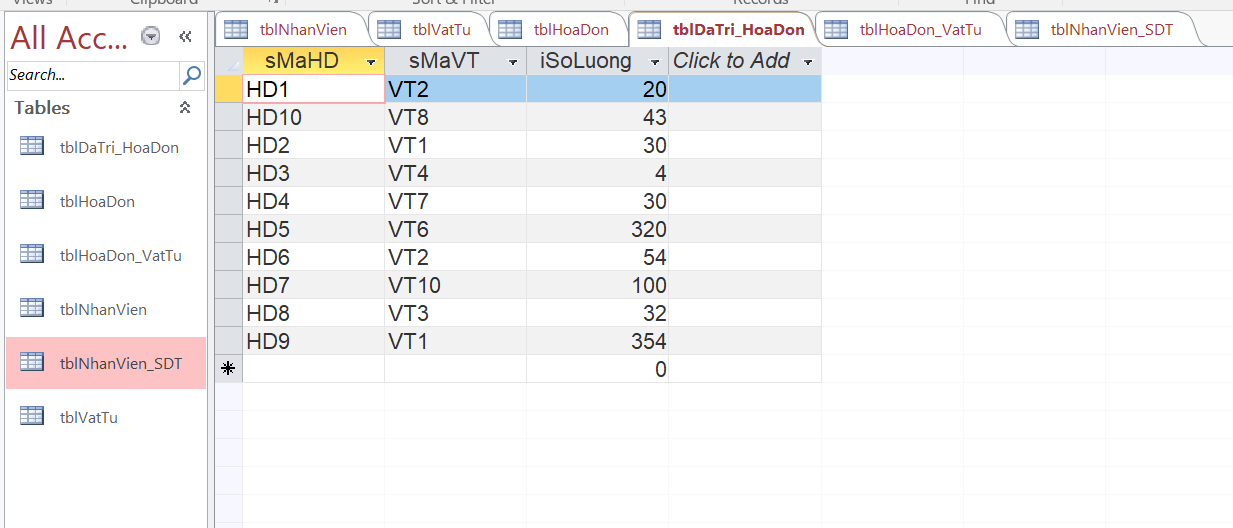 Views Clipboard Sort & Filter Records Find
All Acc...
Search...
Tables
tblDaTri_HoaDon
tblHoaDon
tblHoaDon_VatTu
tblNhanVien
tblNhanVien_SDT
tblVatTu
tblNhanVien tblVatTu tblHoaDon tblDaTri_HoaDon tblHoaDon_VatTu tblNhanVien_SDT
sMaHD sMaVT iSoLuong Click to Add
HD1 VT2 20
HD10 VT8 43
HD2 VT1 30
HD3 VT4 4
HD4 VT7 30
HD5 VT6 320
HD6 VT2 54
HD7 VT10 100
HD8 VT3 32
HD9 VT1 354
0